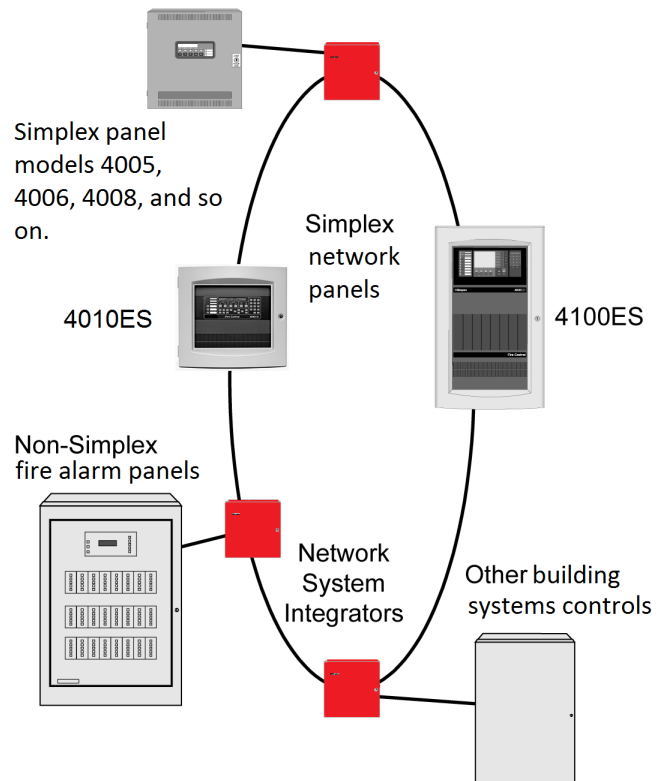 Simplex panel
models 4005,
4006, 4008, and so
on.
Simplex
network
panels
4010ES
4100ES
Non-Simplex
fire alarm panels
Network
System
Integrators
Other building
systems controls